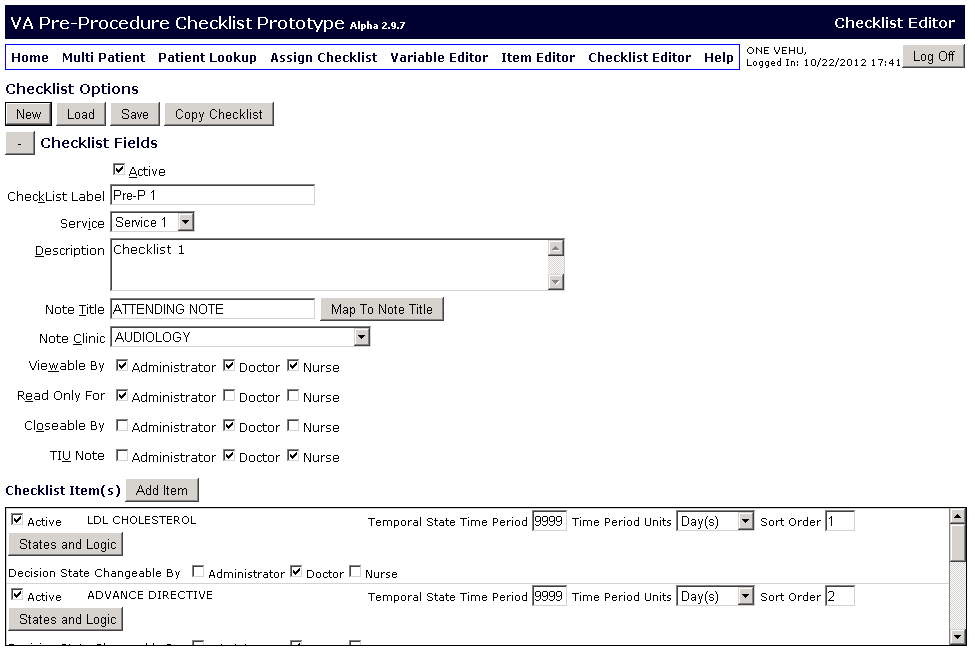 VA Pre-Procedure Checklist Prototype Alpha 2.9.7 Checklist Editor
Home Multi Patient Patient Lookup Assign Checklist Variable Editor Item Editor Checklist Editor Help
ONE VEHU,
Logged In: 10/22/2012 17:41
Log Off
Checklist Options
New Load Save Copy Checklist
- Checklist Fields
Active
CheckList Label Pre-P 1
Service Service 1
Description Checklist 1
Note Title ATTENDING NOTE Map To Note Title
Note Clinic AUDIOLOGY
Viewable By Administrator Doctor Nurse
Read Only For Administrator Doctor Nurse
Closeable By Administrator Doctor Nurse
TIU Note Administrator Doctor Nurse
Checklist Item(s) Add Item
Active LDL CHOLESTEROL Temporal State Time Period 9999 Time Period Units Day(s) Sort Order 1
States and Logic
Decision State Changeable By Administrator Doctor Nurse
Active ADVANCE DIRECTIVE Temporal State Time Period 9999 Time Period Units Day(s) Sort Order 2
States and Logic